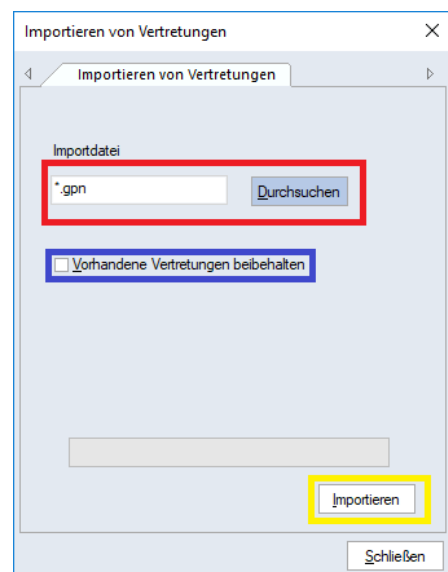 Importieren von Vertretungen
Importieren von Vertretungen
Importdatei
*.gpn Durchsuchen
Vorhandene Vertretungen beibehalten
Importieren
Schließen